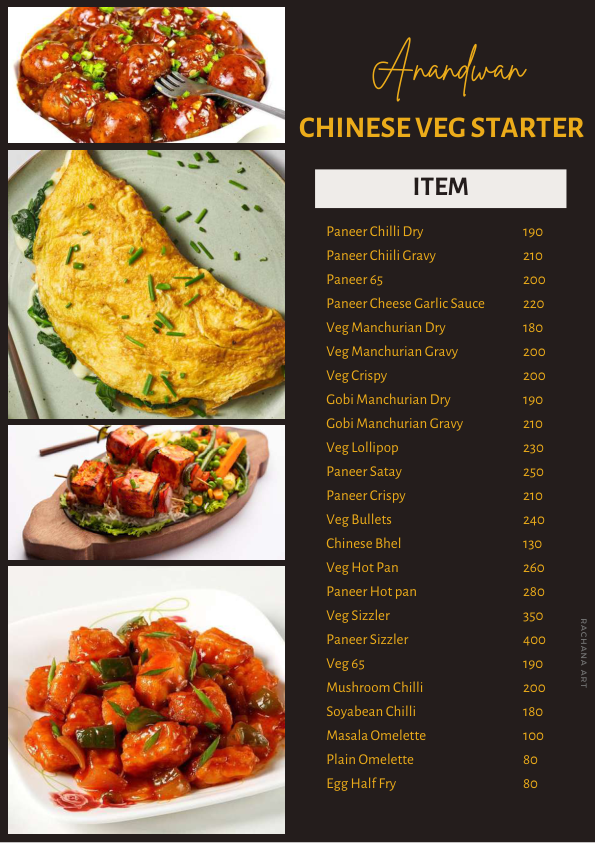 Anandwan
CHINESE VEG STARTER
ITEM
Paneer Chilli Dry 190
Paneer Chiili Gravy 210
Paneer 65 200
Paneer Cheese Garlic Sauce 220
Veg Manchurian Dry 180
Veg Manchurian Gravy 200
Veg Crispy 200
Gobi Manchurian Dry 190
Gobi Manchurian Gravy 210
Veg Lollipop 230
Paneer Satay 250
Paneer Crispy 210
Veg Bullets 240
Chinese Bhel 130
Veg Hot Pan 260
Paneer Hot pan 280
Veg Sizzler 350
Paneer Sizzler 400
Veg 65 190
Mushroom Chilli 200
Soyabean Chilli 180
Masala Omelette 100
Plain Omelette 80
Egg Half Fry 80
RACHANA ART